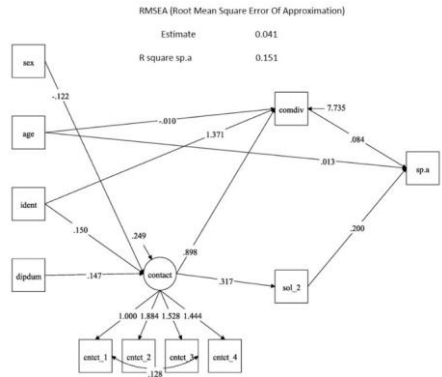 RMSEA (Root Mean Square Error Of Approximation)
Estimate 0.041
R square sp.a 0.151
sex
-.122
comdiv
7.735
age
-.010
.084
1.371
.013
sp.a
ident
.150
.249
.898
.200
dipdum
.147
contact
.317
sol_2
1.000 1.884 1.528 1.444
cntct_1 cntct_2 cntct_3 cntct_4
.128